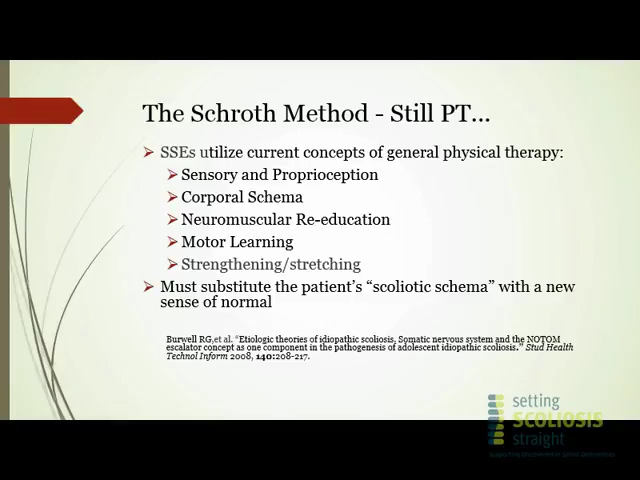 The Schroth Method - Still PT...
SSEs utilize current concepts of general physical therapy:
Sensory and Proprioception
Corporal Schema
Neuromuscular Re-education
Motor Learning
Strengthening/stretching
Must substitute the patient’s “scoliotic schema” with a new
sense of normal
Burwell RG,et al. “Etiologic theories of idiopathic scoliosis, Somatic nervous system and the NOTOM
escalator concept as one component in the pathogenesis of adolescent idiopathic scoliosis.” Stud Health
Technol Inform 2008, 140:208-217.
setting
SCOLIOSIS
straight